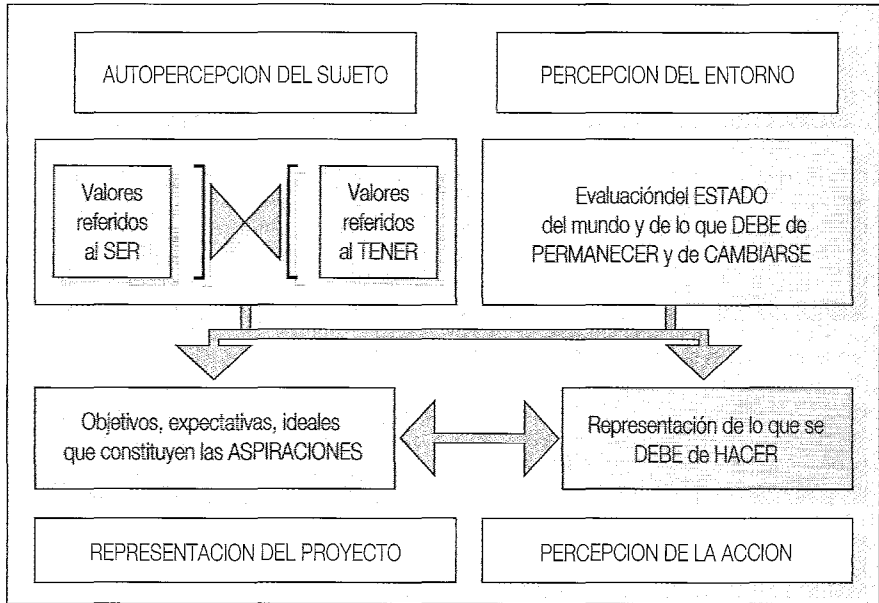 AUTOPERCEPCION DEL SUJETO
PERCEPCION DEL ENTORNO
Valores
referidos
al SER
Valores
referidos
al TENER
Evaluacióndel ESTADO
del mundo y de lo que DEBE de
PERMANECER y de CAMBIARSE
Objetivos, expectativas, ideales
que constituyen las ASPIRACIONES
Representación de lo que se
DEBE de HACER
REPRESENTACION DEL PROYECTO
PERCEPCION DE LA ACCION